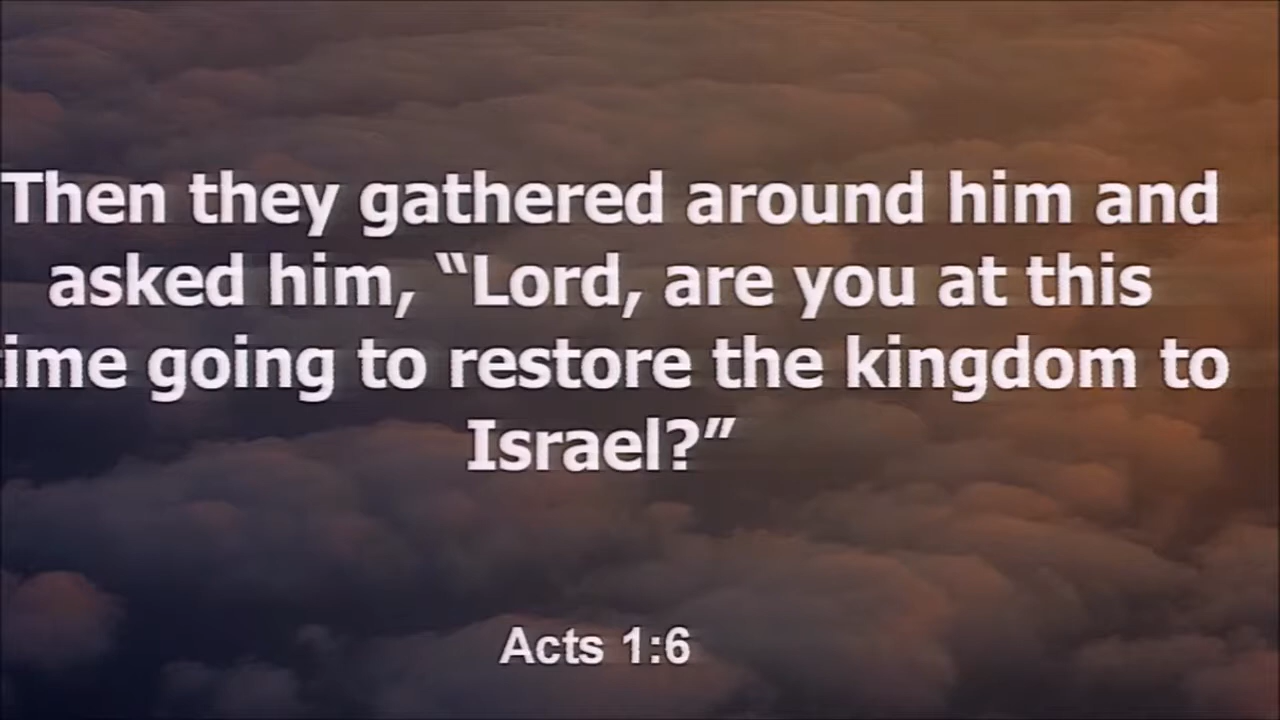 Then they gathered around him and
asked him, “Lord, are you at this
ime going to restore the kingdom to
Israel?”
Acts 1:6